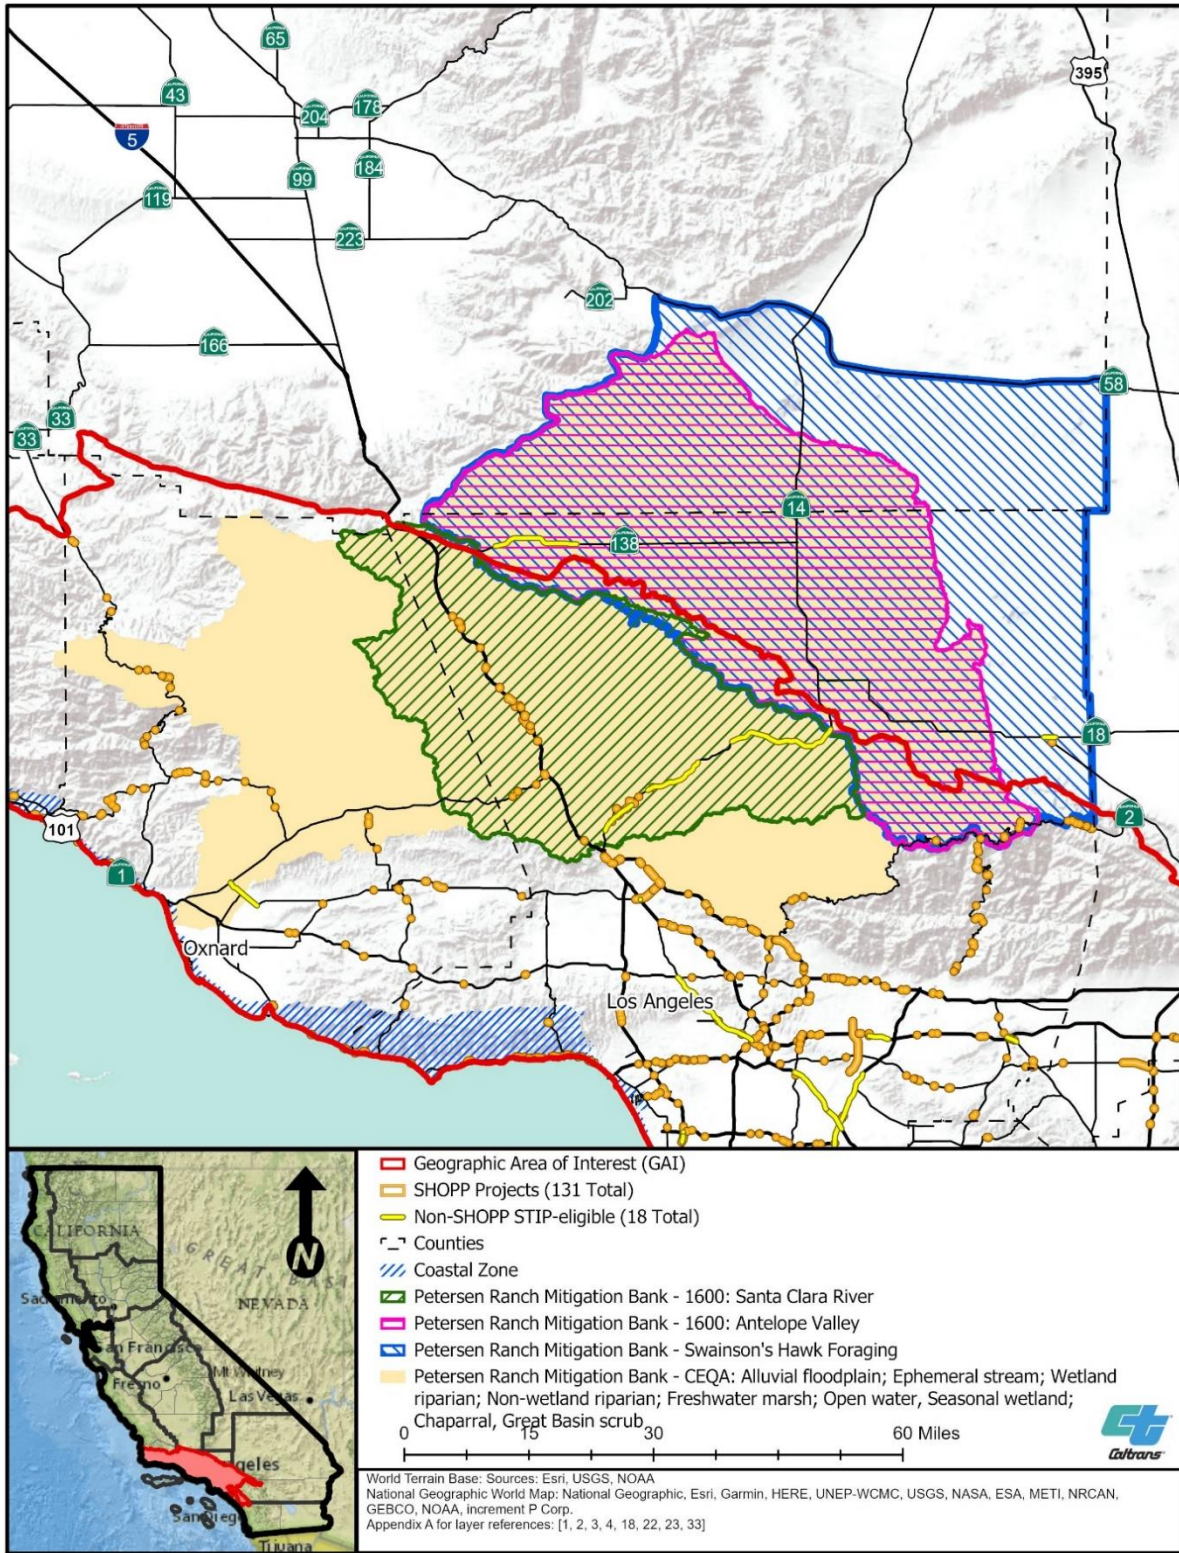 65
395
43
178
204
5
99
184
119
223
202
166
58
33
33
14
138
18
101
2
1
Oxnard
Los Angeles
CALIFORNIA
GREAT BASI
NEVADA
Sacramento
San Francisco
Mt Whitney
Fresno
Las Vegas
geles
San Diego
Tijuana
N
Geographic Area of Interest (GAI)
SHOPP Projects (131 Total)
Non-SHOPP STIP-eligible (18 Total)
Counties
Coastal Zone
Petersen Ranch Mitigation Bank - 1600: Santa Clara River
Petersen Ranch Mitigation Bank - 1600: Antelope Valley
Petersen Ranch Mitigation Bank - Swainson's Hawk Foraging
Petersen Ranch Mitigation Bank - CEQA: Alluvial floodplain; Ephemeral stream; Wetland
riparian; Non-wetland riparian; Freshwater marsh; Open water, Seasonal wetland;
Chaparral, Great Basin scrub
0 15 30 60 Miles
Caltrans
World Terrain Base: Sources: Esri, USGS, NOAA
National Geographic World Map: National Geographic, Esri, Garmin, HERE, UNEP-WCMC, USGS, NASA, ESA, METI, NRCAN,
GEBCO, NOAA, increment P Corp.
Appendix A for layer references: [1, 2, 3, 4, 18, 22, 23, 33]